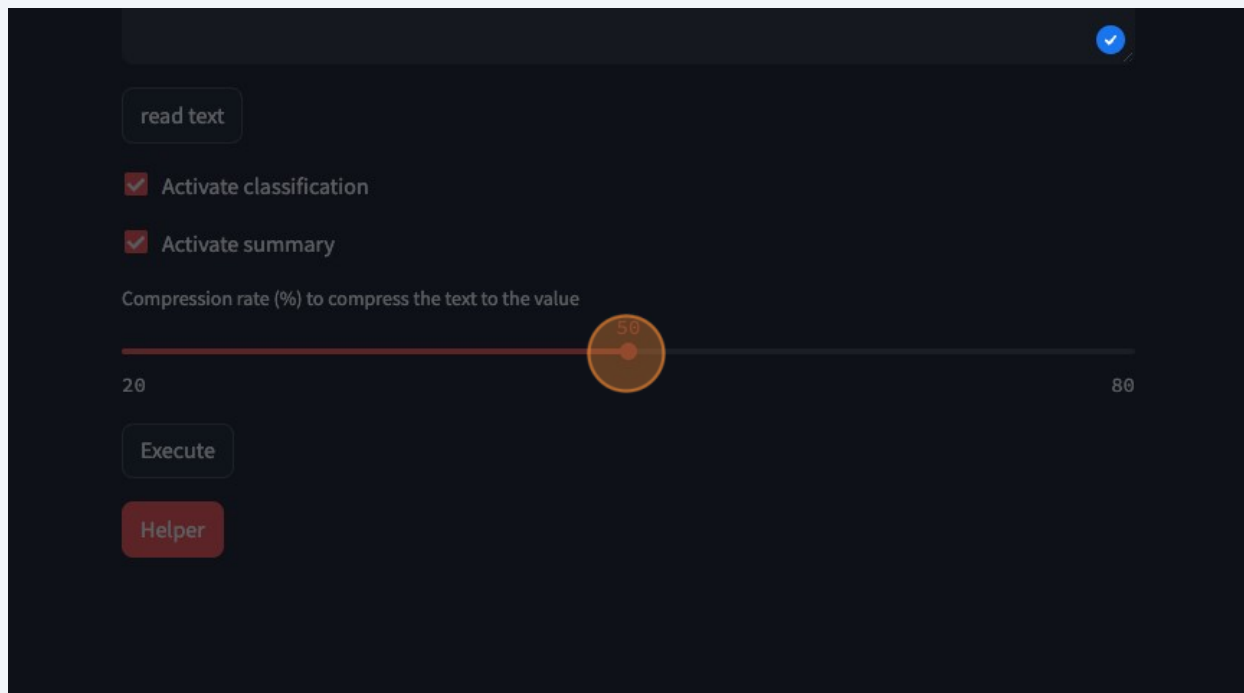 read text
Activate classification
Activate summary
Compression rate (%) to compress the text to the value
50
20 80
Execute
Helper